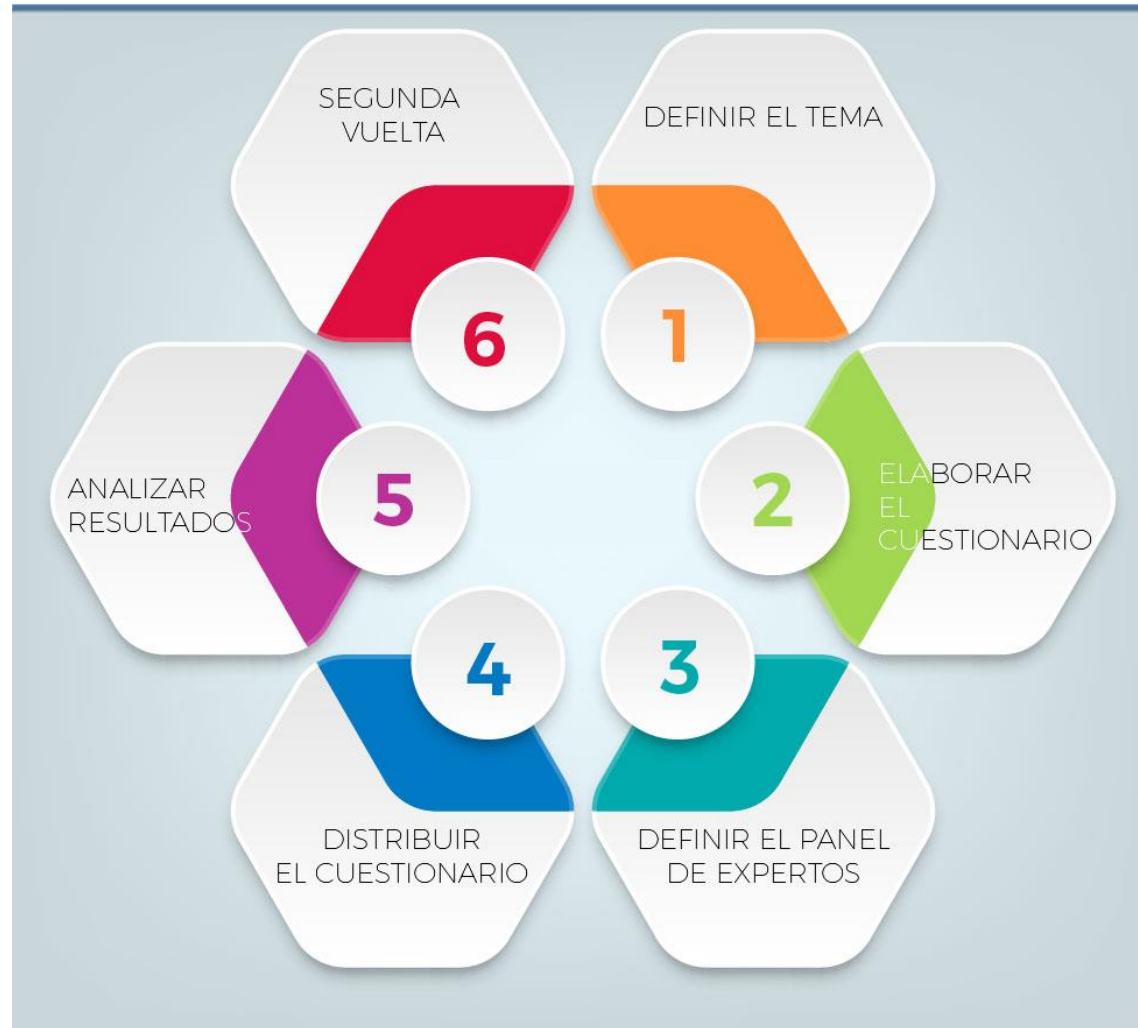 1
DEFINIR EL TEMA
2
ELABORAR
EL
CUESTIONARIO
3
DEFINIR EL PANEL
DE EXPERTOS
4
DISTRIBUIR
EL CUESTIONARIO
5
ANALIZAR
RESULTADOS
6
SEGUNDA
VUELTA